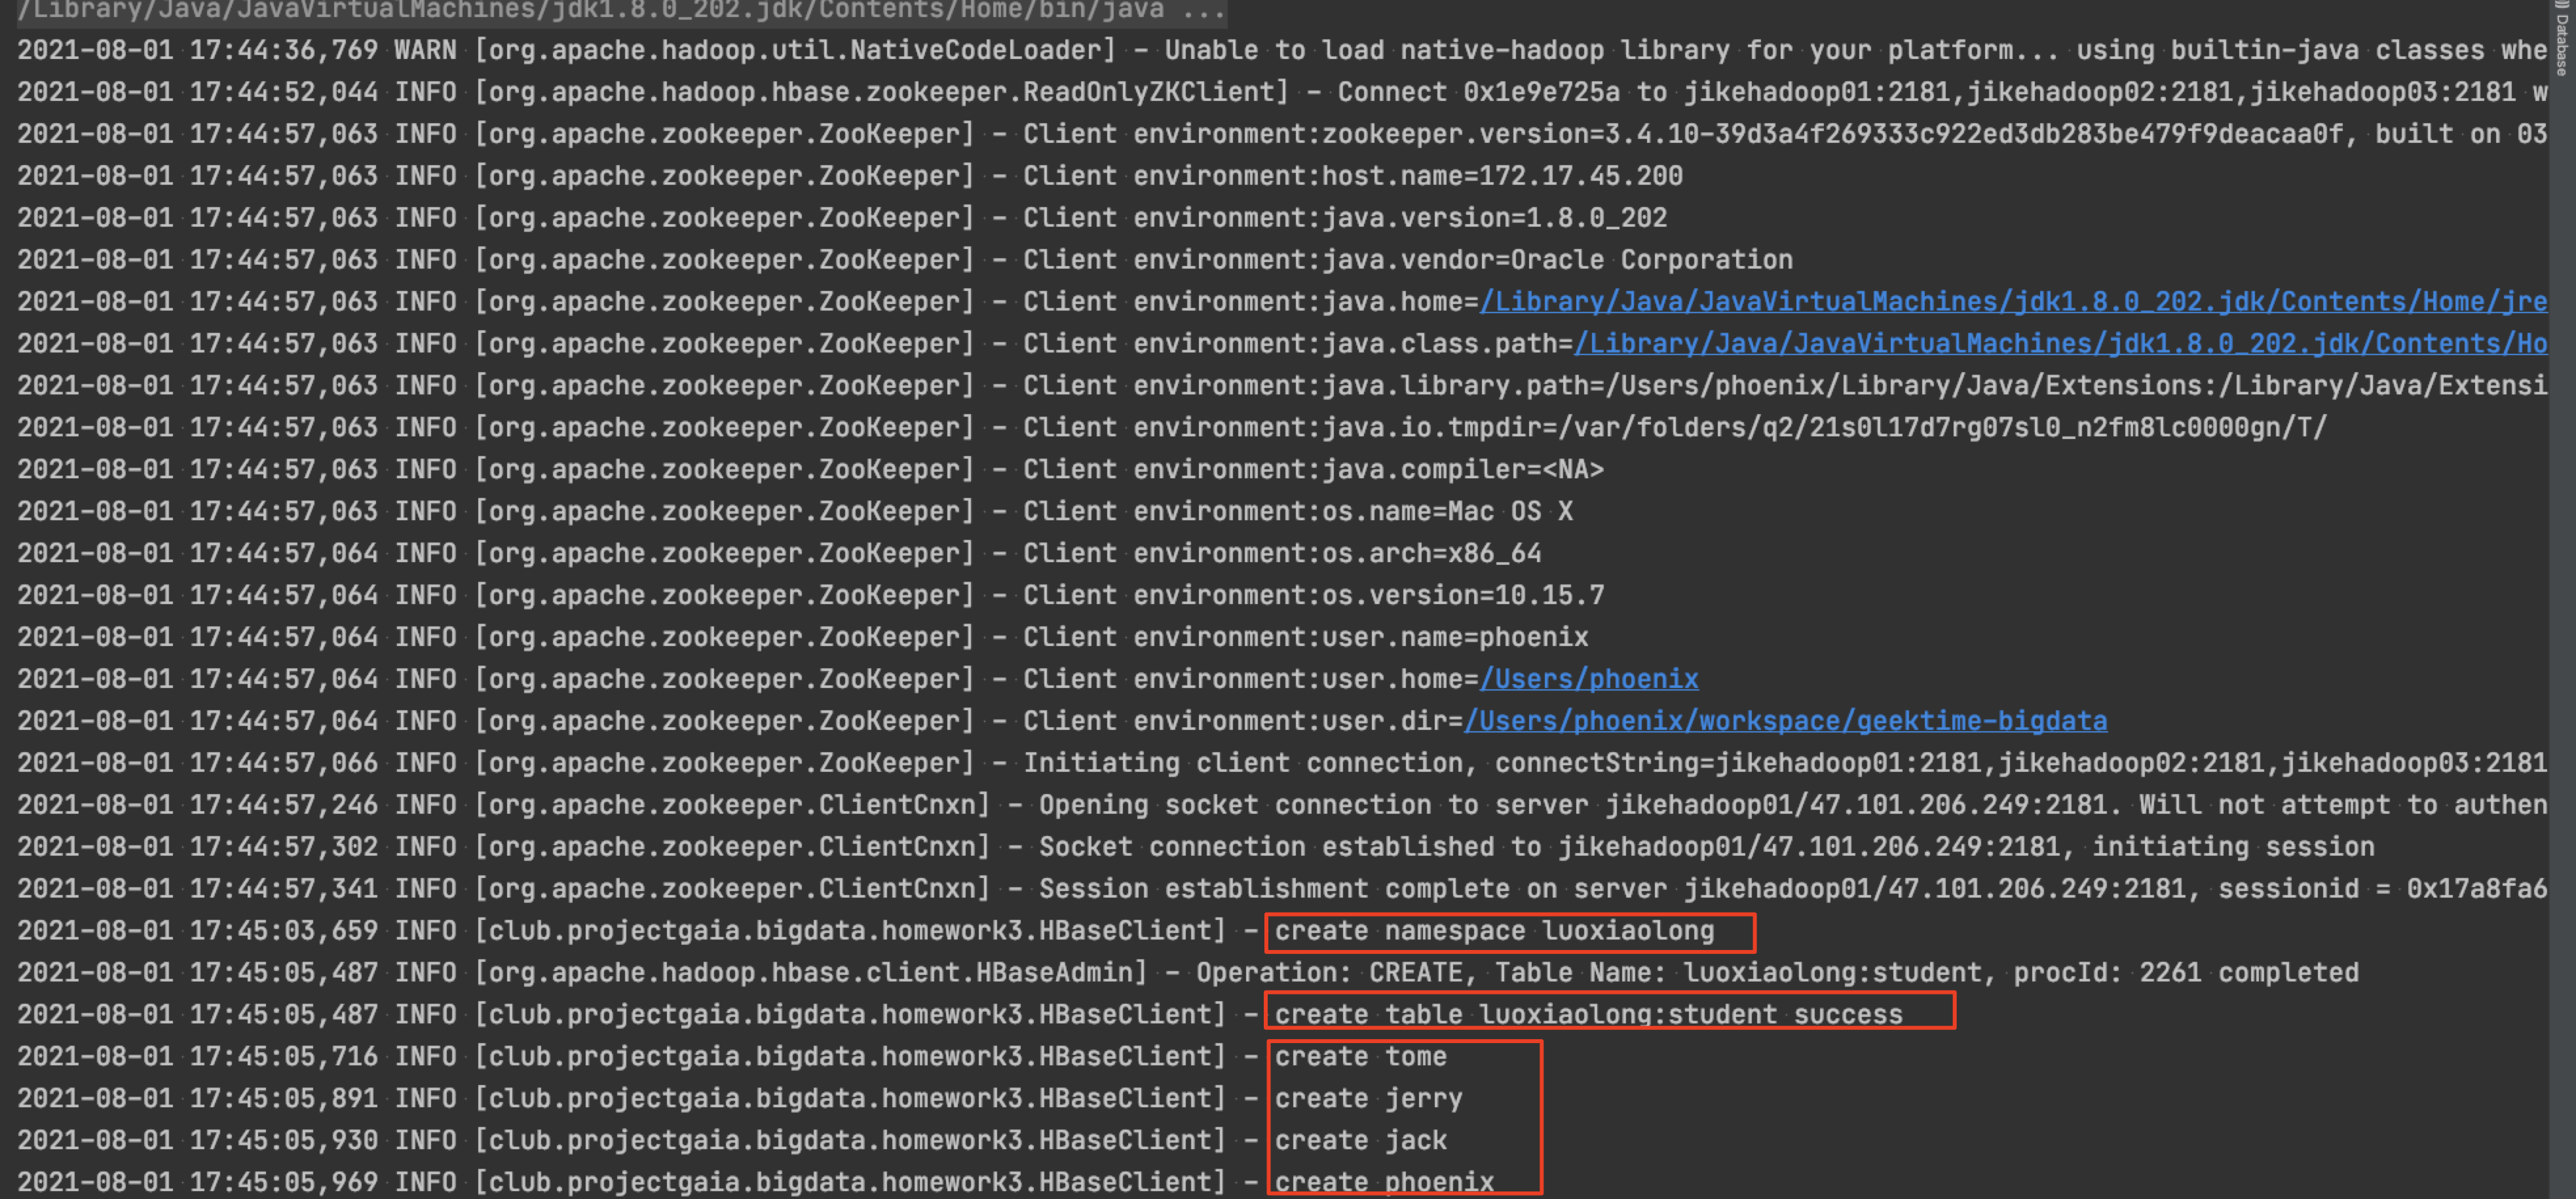 /Library/Java/JavaVirtualMachines/jdk1.8.0_202.jdk/Contents/Home/bin/java ...
2021-08-01 17:44:36,769 WARN [org.apache.hadoop.util.NativeCodeLoader] - Unable to load native-hadoop library for your platform... using builtin-java classes whe
2021-08-01 17:44:52,044 INFO [org.apache.hadoop.hbase.zookeeper.ReadOnlyZKClient] - Connect 0x1e9e725a to jikehadoop01:2181,jikehadoop02:2181,jikehadoop03:2181 w
2021-08-01 17:44:57,063 INFO [org.apache.zookeeper.ZooKeeper] - Client environment:zookeeper.version=3.4.10-39d3a4f269333c922ed3db283be479f9deacaa0f, built on 03
2021-08-01 17:44:57,063 INFO [org.apache.zookeeper.ZooKeeper] - Client environment:host.name=172.17.45.200
2021-08-01 17:44:57,063 INFO [org.apache.zookeeper.ZooKeeper] - Client environment:java.version=1.8.0_202
2021-08-01 17:44:57,063 INFO [org.apache.zookeeper.ZooKeeper] - Client environment:java.vendor=Oracle Corporation
2021-08-01 17:44:57,063 INFO [org.apache.zookeeper.ZooKeeper] - Client environment:java.home=/Library/Java/JavaVirtualMachines/jdk1.8.0_202.jdk/Contents/Home/jre
2021-08-01 17:44:57,063 INFO [org.apache.zookeeper.ZooKeeper] - Client environment:java.class.path=/Library/Java/JavaVirtualMachines/jdk1.8.0_202.jdk/Contents/Ho
2021-08-01 17:44:57,063 INFO [org.apache.zookeeper.ZooKeeper] - Client environment:java.library.path=/Users/phoenix/Library/Java/Extensions:/Library/Java/Extensi
2021-08-01 17:44:57,063 INFO [org.apache.zookeeper.ZooKeeper] - Client environment:java.io.tmpdir=/var/folders/q2/21s0l17d7rg07sl0_n2fm8lc0000gn/T/
2021-08-01 17:44:57,063 INFO [org.apache.zookeeper.ZooKeeper] - Client environment:java.compiler=<NA>
2021-08-01 17:44:57,063 INFO [org.apache.zookeeper.ZooKeeper] - Client environment:os.name=Mac OS X
2021-08-01 17:44:57,064 INFO [org.apache.zookeeper.ZooKeeper] - Client environment:os.arch=x86_64
2021-08-01 17:44:57,064 INFO [org.apache.zookeeper.ZooKeeper] - Client environment:os.version=10.15.7
2021-08-01 17:44:57,064 INFO [org.apache.zookeeper.ZooKeeper] - Client environment:user.name=phoenix
2021-08-01 17:44:57,064 INFO [org.apache.zookeeper.ZooKeeper] - Client environment:user.home=/Users/phoenix
2021-08-01 17:44:57,064 INFO [org.apache.zookeeper.ZooKeeper] - Client environment:user.dir=/Users/phoenix/workspace/geektime-bigdata
2021-08-01 17:44:57,066 INFO [org.apache.zookeeper.ZooKeeper] - Initiating client connection, connectString=jikehadoop01:2181,jikehadoop02:2181,jikehadoop03:2181
2021-08-01 17:44:57,246 INFO [org.apache.zookeeper.ClientCnxn] - Opening socket connection to server jikehadoop01/47.101.206.249:2181. Will not attempt to authen
2021-08-01 17:44:57,302 INFO [org.apache.zookeeper.ClientCnxn] - Socket connection established to jikehadoop01/47.101.206.249:2181, initiating session
2021-08-01 17:44:57,341 INFO [org.apache.zookeeper.ClientCnxn] - Session establishment complete on server jikehadoop01/47.101.206.249:2181, sessionid = 0x17a8fa6
2021-08-01 17:45:03,659 INFO [club.projectgaia.bigdata.homework3.HBaseClient] - create namespace luoxiaolong
2021-08-01 17:45:05,487 INFO [org.apache.hadoop.hbase.client.HBaseAdmin] - Operation: CREATE, Table Name: luoxiaolong:student, procId: 2261 completed
2021-08-01 17:45:05,487 INFO [club.projectgaia.bigdata.homework3.HBaseClient] - create table luoxiaolong:student success
2021-08-01 17:45:05,716 INFO [club.projectgaia.bigdata.homework3.HBaseClient] - create tome
2021-08-01 17:45:05,891 INFO [club.projectgaia.bigdata.homework3.HBaseClient] - create jerry
2021-08-01 17:45:05,930 INFO [club.projectgaia.bigdata.homework3.HBaseClient] - create jack
2021-08-01 17:45:05,969 INFO [club.projectgaia.bigdata.homework3.HBaseClient] - create phoenix
Database